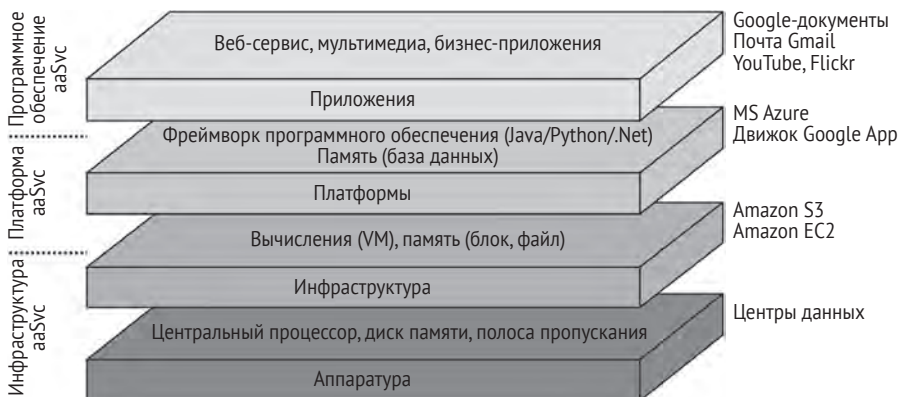 Программное
обеспечение
aaSvc
Веб-сервис, мультимедиа, бизнес-приложения
Приложения
Google-документы
Почта Gmail
YouTube, Flickr
Платформа
aaSvc
Фреймворк программного обеспечения (Java/Python/.Net)
Память (база данных)
Платформы
MS Azure
Движок Google App
Инфраструктура
aaSvc
Вычисления (VM), память (блок, файл)
Инфраструктура
Amazon S3
Amazon EC2
Центральный процессор, диск памяти, полоса пропускания
Аппаратура
Центры данных